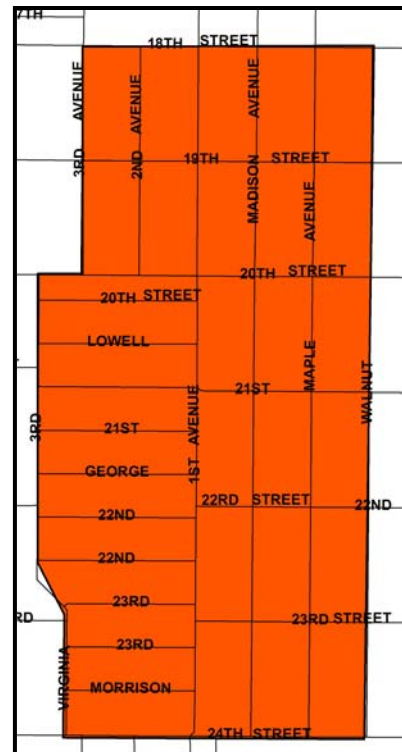 7TH
18TH STREET
3RD AVENUE
2ND AVENUE
MADISON AVENUE
19TH STREET
MAPLE AVENUE
20TH STREET
20TH STREET
LOWELL
WALNUT
21ST
3RD
1ST AVENUE
21ST
GEORGE
22RD STREET
22ND
22ND
22ND
23RD
RD
23RD STREET
23RD
VIRGINIA
MORRISON
24TH STREET